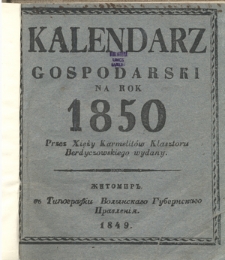 KALENDARZ
GOSPODARSKI
NA ROK
1850
Przez Xięży Karmelitów Klasztoru
Berdyczowskiego wydany.
ЖИТОМИРЪ.
въ Типографіи Волынскаго Губернскаго
Правленія.
1849.